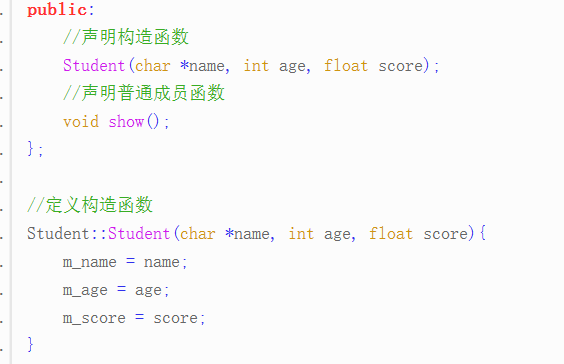 public:
//声明构造函数
Student(char *name, int age, float score);
//声明普通成员函数
void show();
};
//定义构造函数
Student::Student(char *name, int age, float score){
m_name = name;
m_age = age;
m_score = score;
}